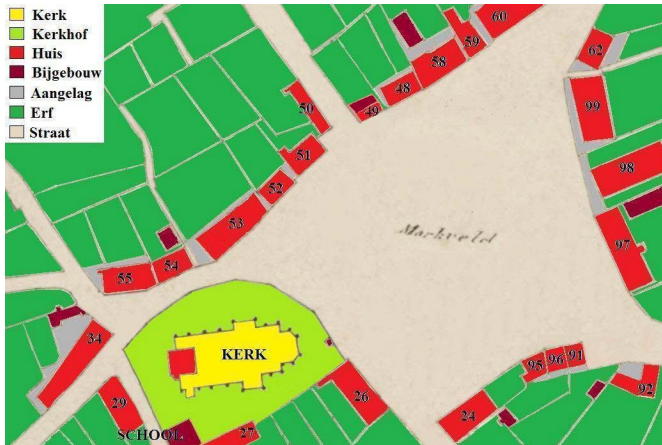 Kerk
Kerkhof
Huis
Bijgebouw
Aangelag
Erf
Straat
60
62
59
58
48
49
50
99
51
98
52
53
Markveld
97
54
55
34
KERK
95 96 91
92
26
29
24
SCHOOL
27